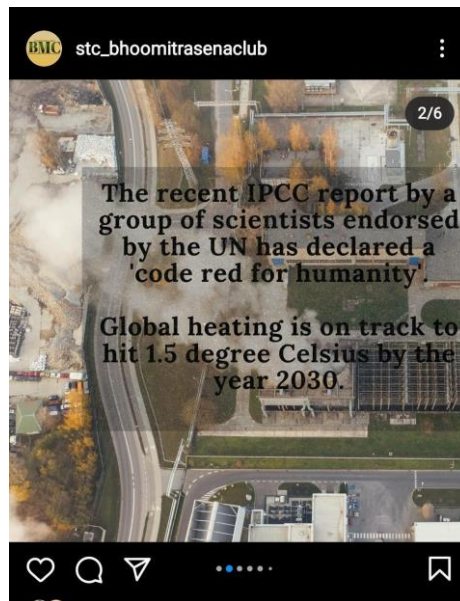 BMC
stc_bhoomitrasenaclub
2/6
The recent IPCC report by a
group of scientists endorsed
by the UN has declared a
'code red for humanity'.
Global heating is on track to
hit 1.5 degree Celsius by the
year 2030.